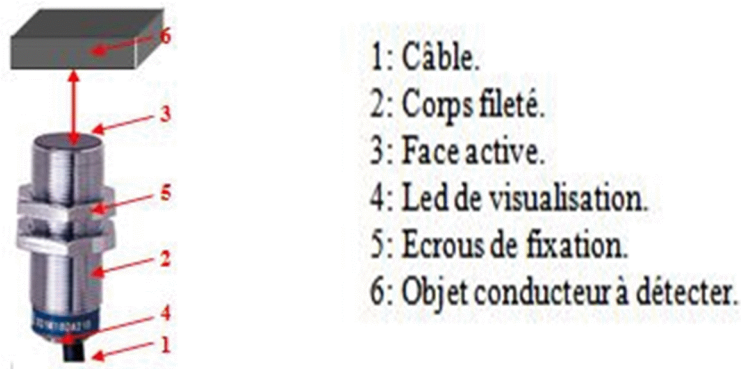 6
3
5
2
4
1
1: Câble.
2: Corps fileté.
3: Face active.
4: Led de visualisation.
5: Ecrous de fixation.
6: Objet conducteur à détecter.